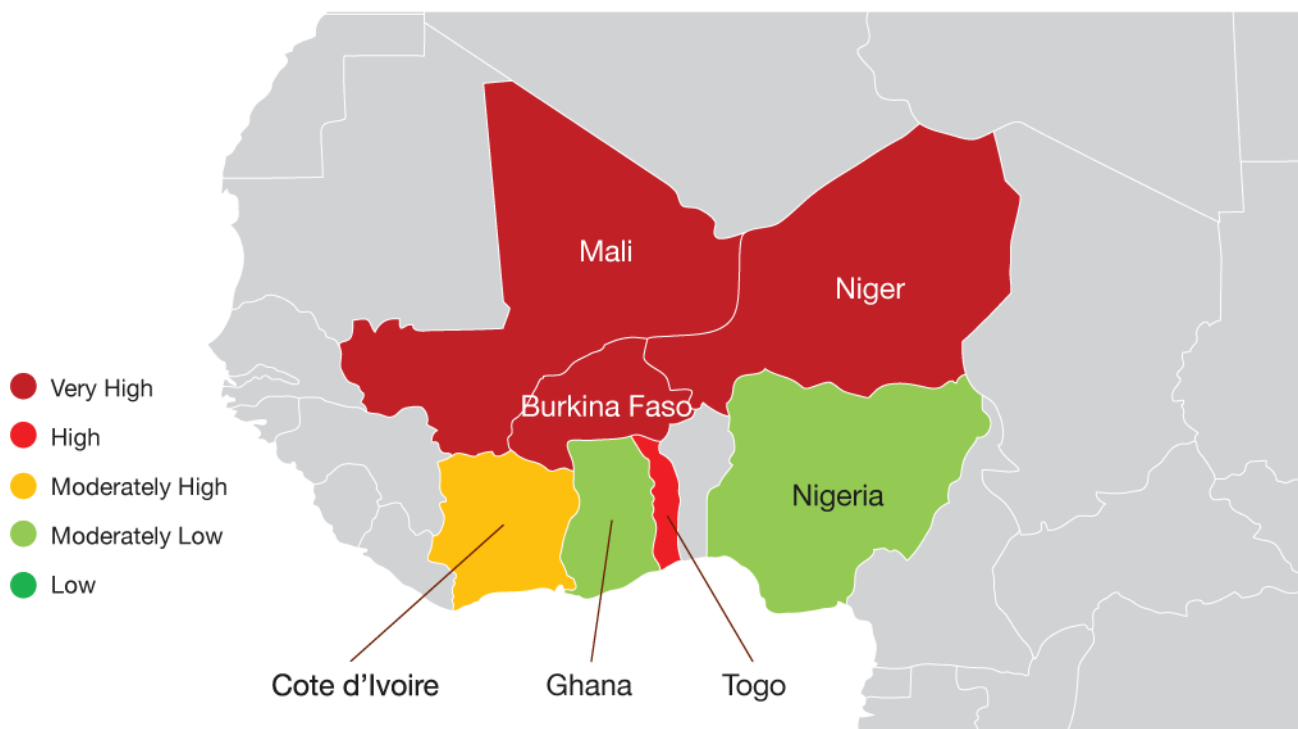 Mali
Niger
Very High
Burkina Faso
High
Moderately High
Nigeria
Moderately Low
Low
Cote d’Ivoire
Ghana
Togo